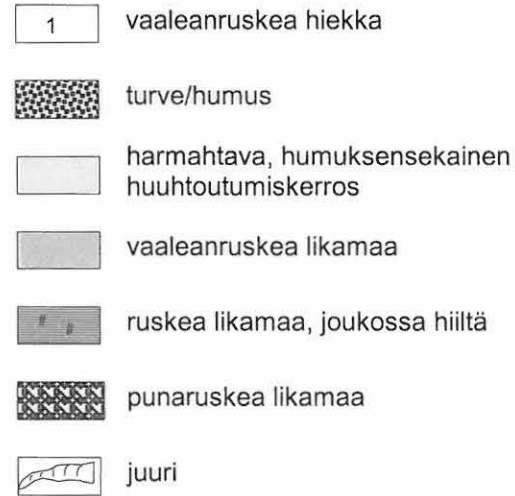 1 vaaleanruskea hiekka
turve/humus
harmahtava, humuksensekainen
huuhtoutumiskerros
vaaleanruskea likamaa
ruskea likamaa, joukossa hiiltä
punaruskea likamaa
juuri